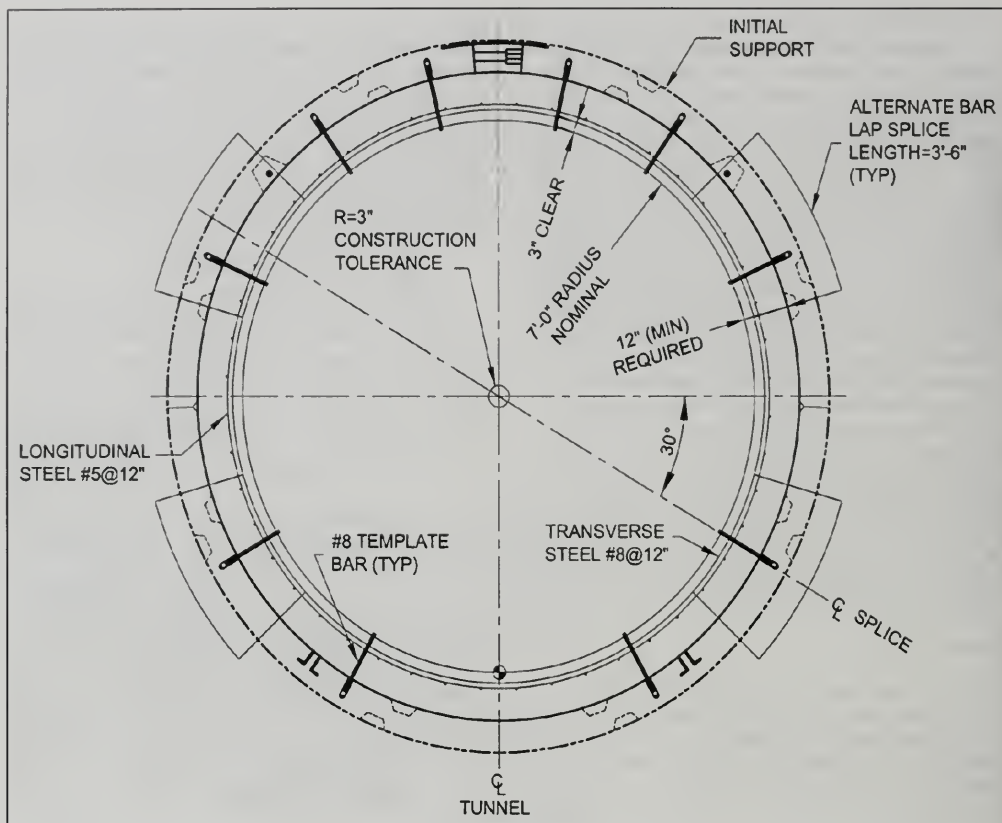 INITIAL
SUPPORT
ALTERNATE BAR
LAP SPLICE
LENGTH=3'-6"
(TYP)
R=3"
CONSTRUCTION
TOLERANCE
3" CLEAR
7'-0" RADIUS
NOMINAL
12" (MIN)
REQUIRED
30°
LONGITUDINAL
STEEL #5@12"
#8 TEMPLATE
BAR (TYP)
TRANSVERSE
STEEL #8@12"
℄ SPLICE
℄
TUNNEL